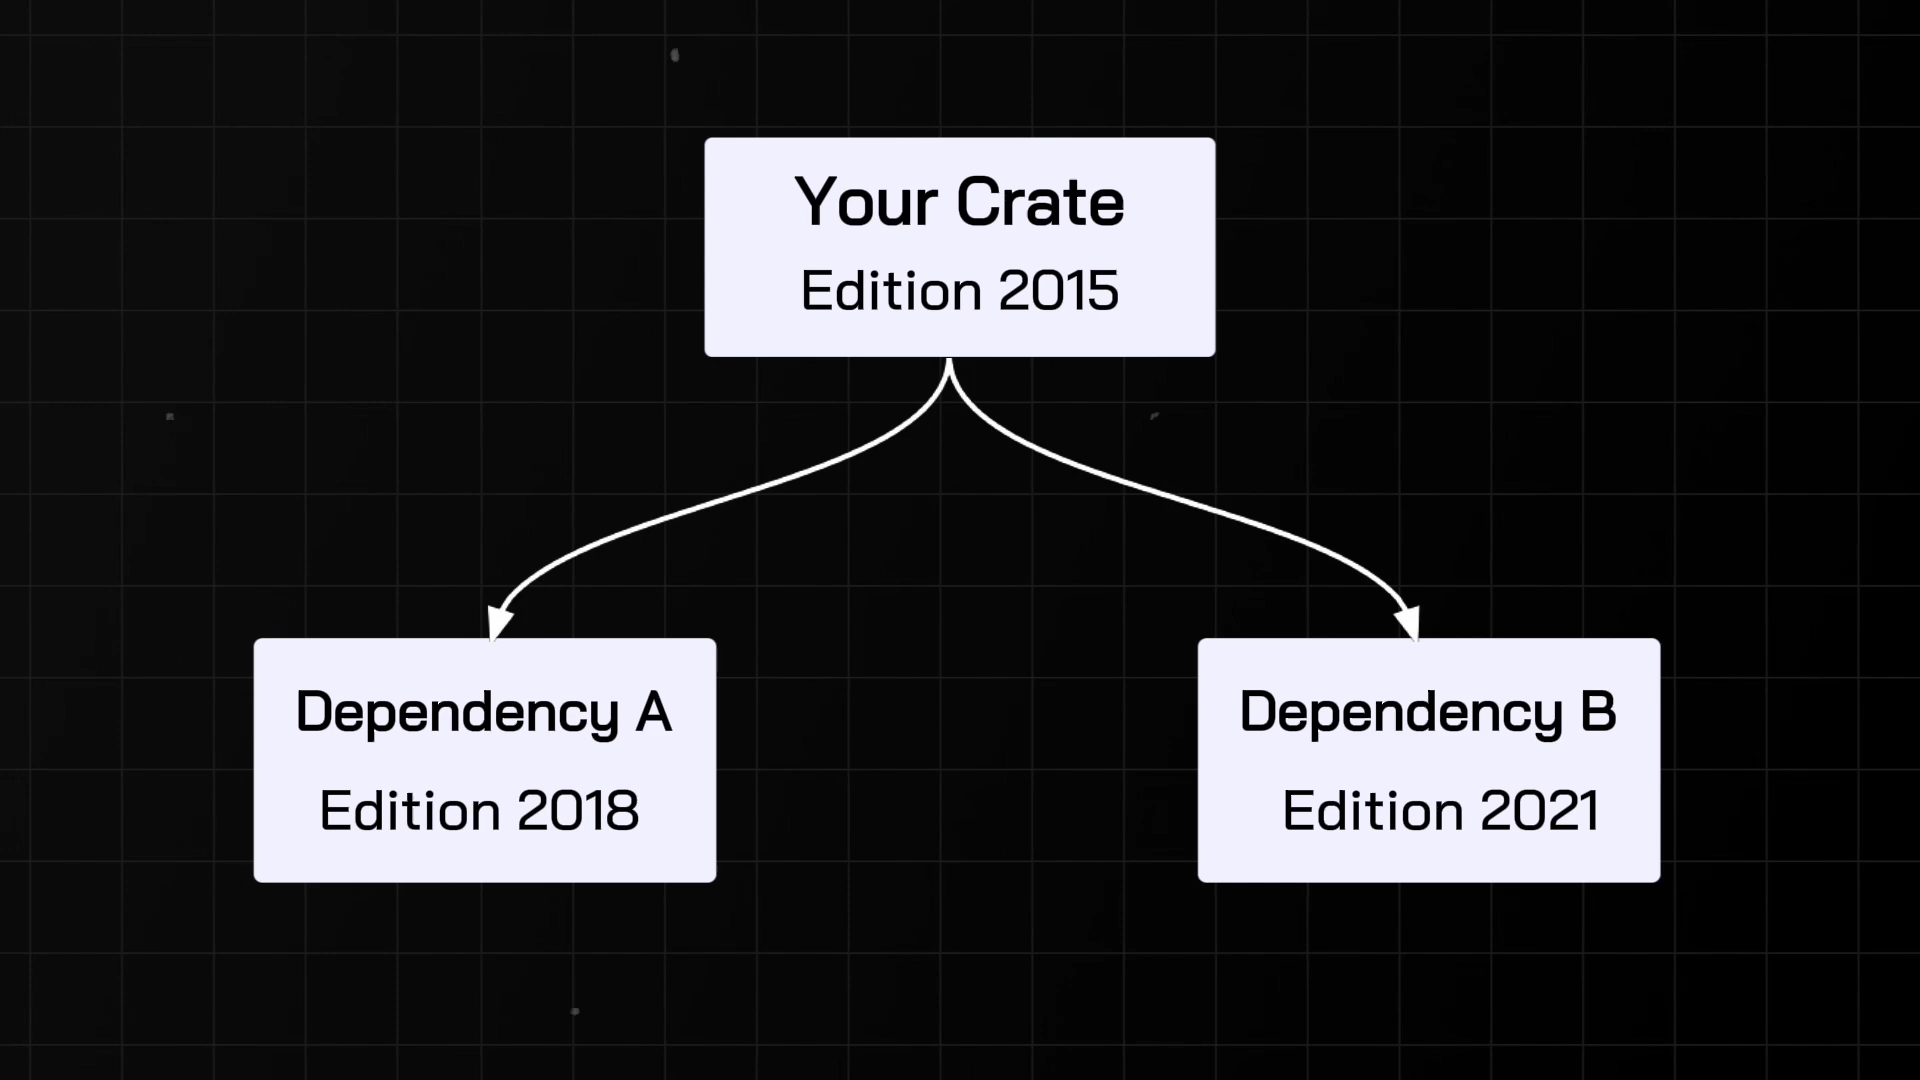 Your Crate
Edition 2015
Dependency A
Edition 2018
Dependency B
Edition 2021